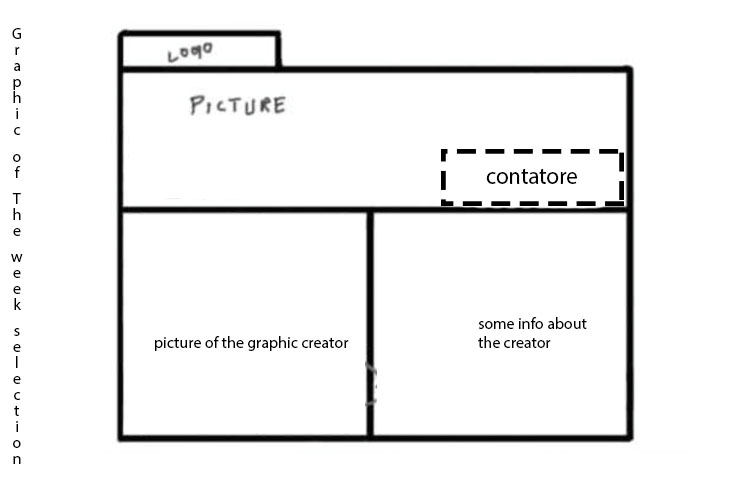 Graphic of The week selection
LOGO
PICTURE
contatore
picture of the graphic creator
some info about
the creator